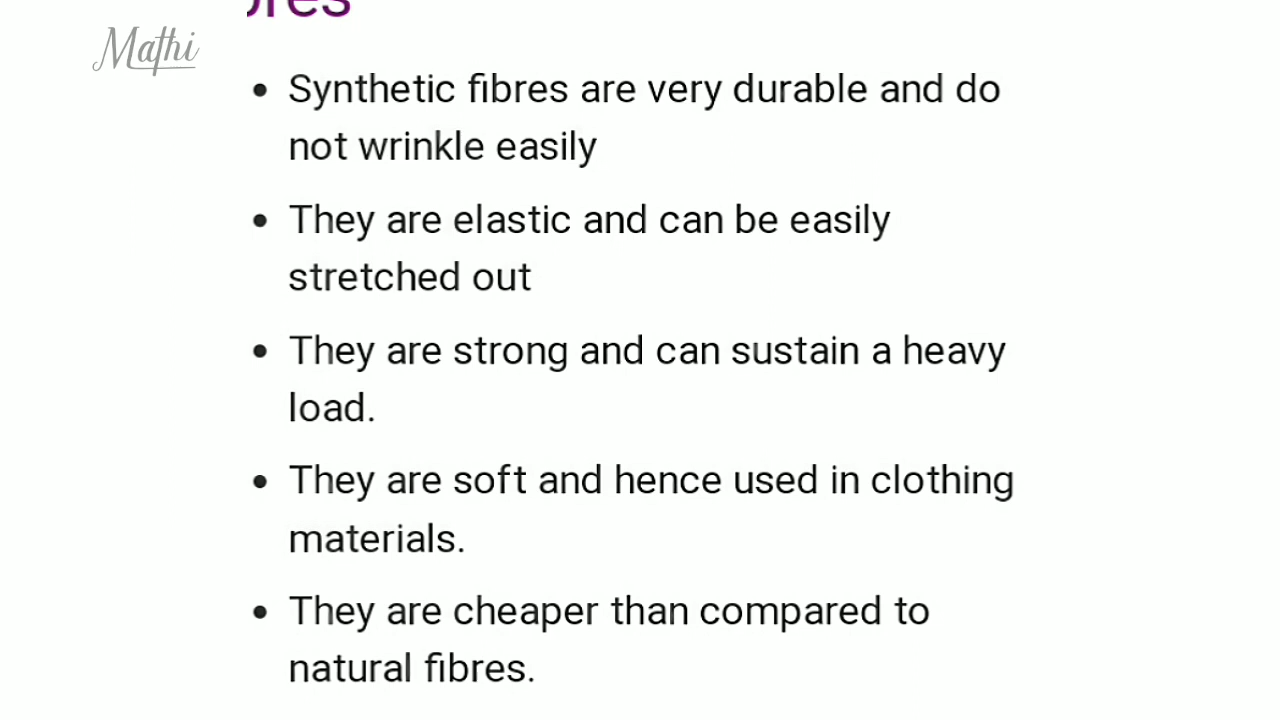 Mathi
Synthetic fibres are very durable and do
not wrinkle easily
They are elastic and can be easily
stretched out
They are strong and can sustain a heavy
load.
They are soft and hence used in clothing
materials.
They are cheaper than compared to
natural fibres.